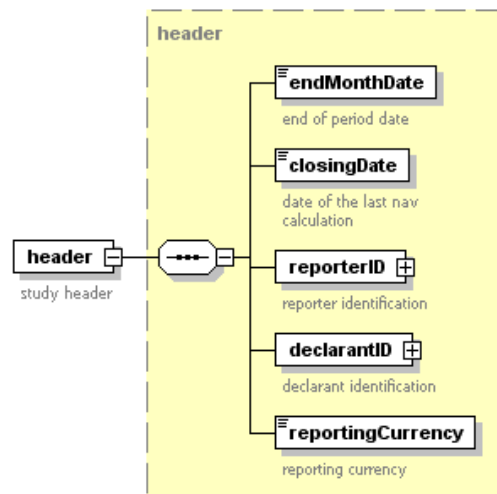 header
endMonthDate
end of period date
closingDate
date of the last nav
calculation
header
study header
reporterID
reporter identification
declarantID
declarant identification
reportingCurrency
reporting currency